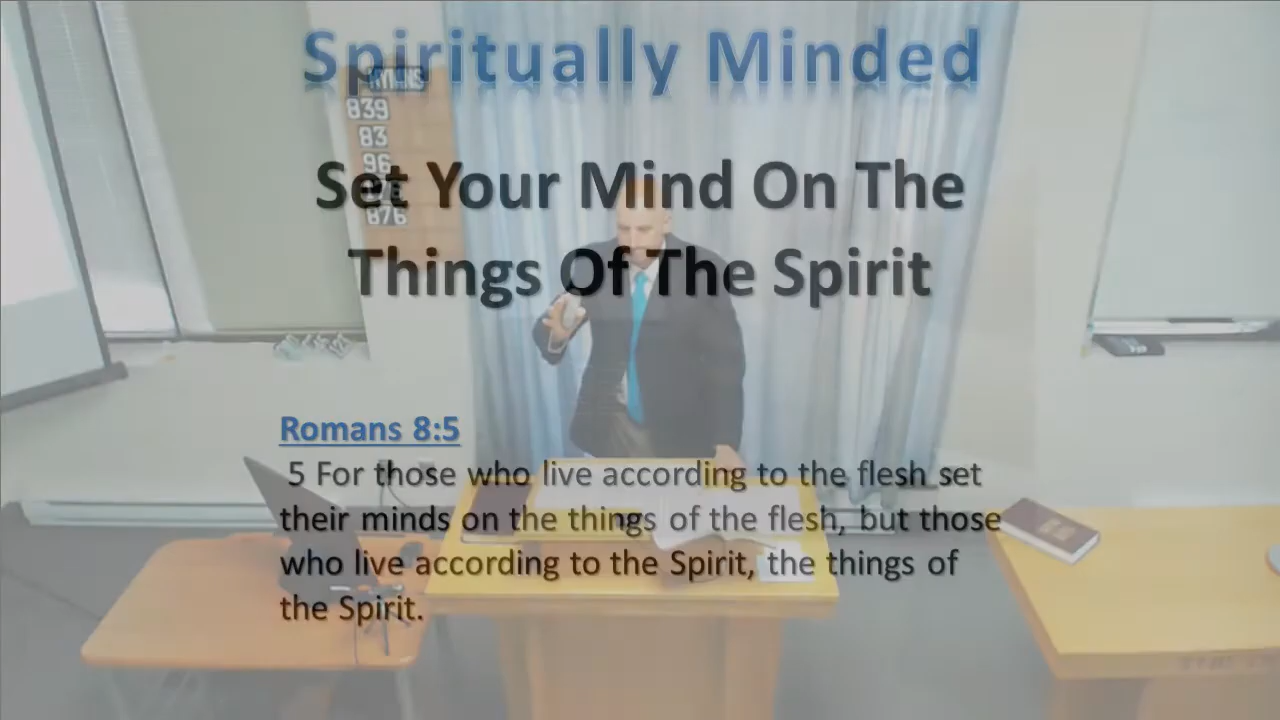 Spiritually Minded
HYMNS
839
83
96
876
Set Your Mind On The
Things Of The Spirit
Romans 8:5
5 For those who live according to the flesh set
their minds on the things of the flesh, but those
who live according to the Spirit, the things of
the Spirit.